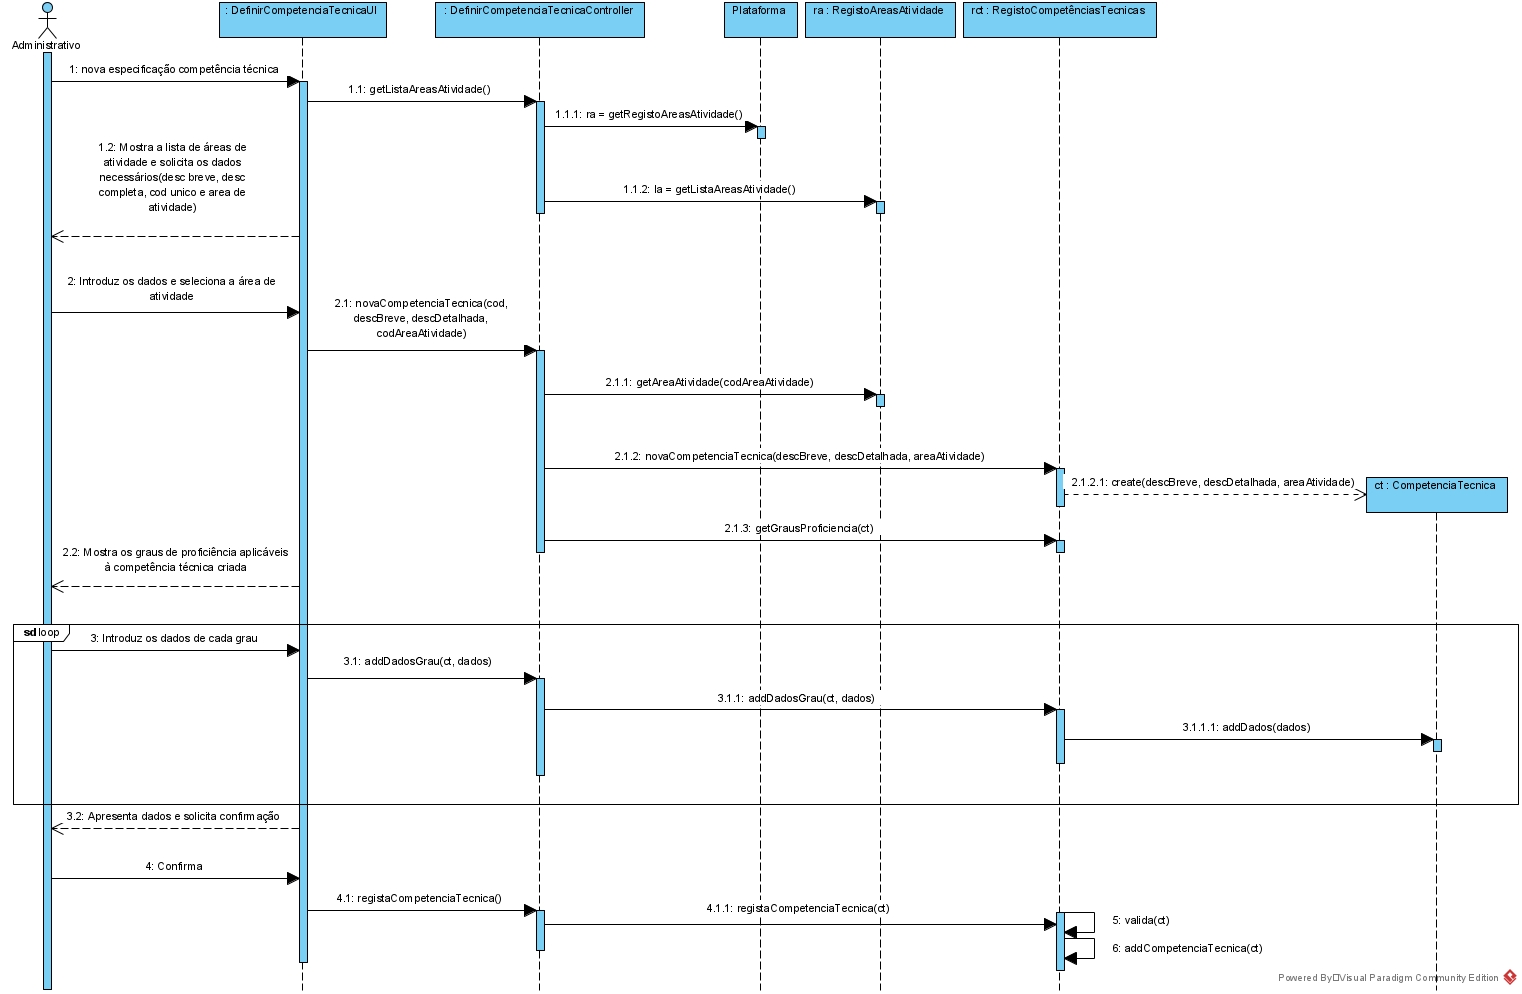 : DefinirCompetenciaTecnicaUI
: DefinirCompetenciaTecnicaController
Plataforma
ra : RegistoAreasAtividade
rct : RegistoCompetênciasTecnicas
Administrativo
1: nova especificação competência técnica
1.1: getListaAreasAtividade()
1.1.1: ra = getRegistoAreasAtividade()
1.2: Mostra a lista de áreas de
atividade e solicita os dados
necessários(desc breve, desc
completa, cod unico e area de
atividade)
1.1.2: la = getListaAreasAtividade()
2: Introduz os dados e seleciona a área de
atividade
2.1: novaCompetenciaTecnica(cod,
descBreve, descDetalhada,
codAreaAtividade)
2.1.1: getAreaAtividade(codAreaAtividade)
2.1.2: novaCompetenciaTecnica(descBreve, descDetalhada, areaAtividade)
2.1.2.1: create(descBreve, descDetalhada, areaAtividade)
ct : CompetenciaTecnica
2.1.3: getGrausProficiencia(ct)
2.2: Mostra os graus de proficiência aplicáveis
à competência técnica criada
sd loop
3: Introduz os dados de cada grau
3.1: addDadosGrau(ct, dados)
3.1.1: addDadosGrau(ct, dados)
3.1.1.1: addDados(dados)
3.2: Apresenta dados e solicita confirmação
4: Confirma
4.1: registaCompetenciaTecnica()
4.1.1: registaCompetenciaTecnica(ct)
5: valida(ct)
6: addCompetenciaTecnica(ct)
Powered By Visual Paradigm Community Edition